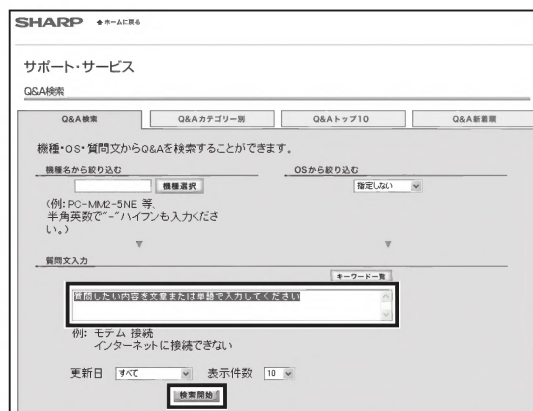 SHARP ホームに戻る
サポート・サービス
Q&A検索
Q&A検索 Q&Aカテゴリー別 Q&Aトップ10 Q&A新着順
機種・OS・質問文からQ&Aを検索することができます。
機種名から絞り込む OSから絞り込む
機種選択 指定しない
(例: PC-MM2-5NE 等、
半角英数で"-"ハイフンも入力くださ
い。)
質問文入力
キーワード一覧
質問したい内容を文章または単語で入力してください
例: モデム 接続
インターネットに接続できない
更新日 すべて 表示件数 10
検索開始